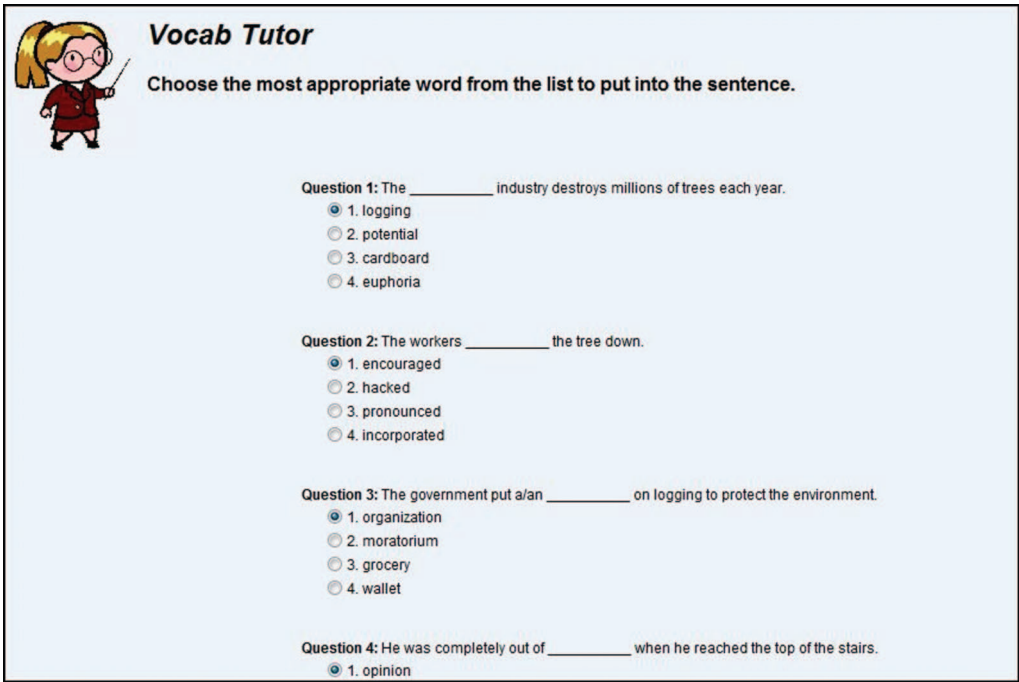 Vocab Tutor
Choose the most appropriate word from the list to put into the sentence.
Question 1: The __________ industry destroys millions of trees each year.
1. logging
2. potential
3. cardboard
4. euphoria
Question 2: The workers __________ the tree down.
1. encouraged
2. hacked
3. pronounced
4. incorporated
Question 3: The government put a/an __________ on logging to protect the environment.
1. organization
2. moratorium
3. grocery
4. wallet
Question 4: He was completely out of __________ when he reached the top of the stairs.
1. opinion